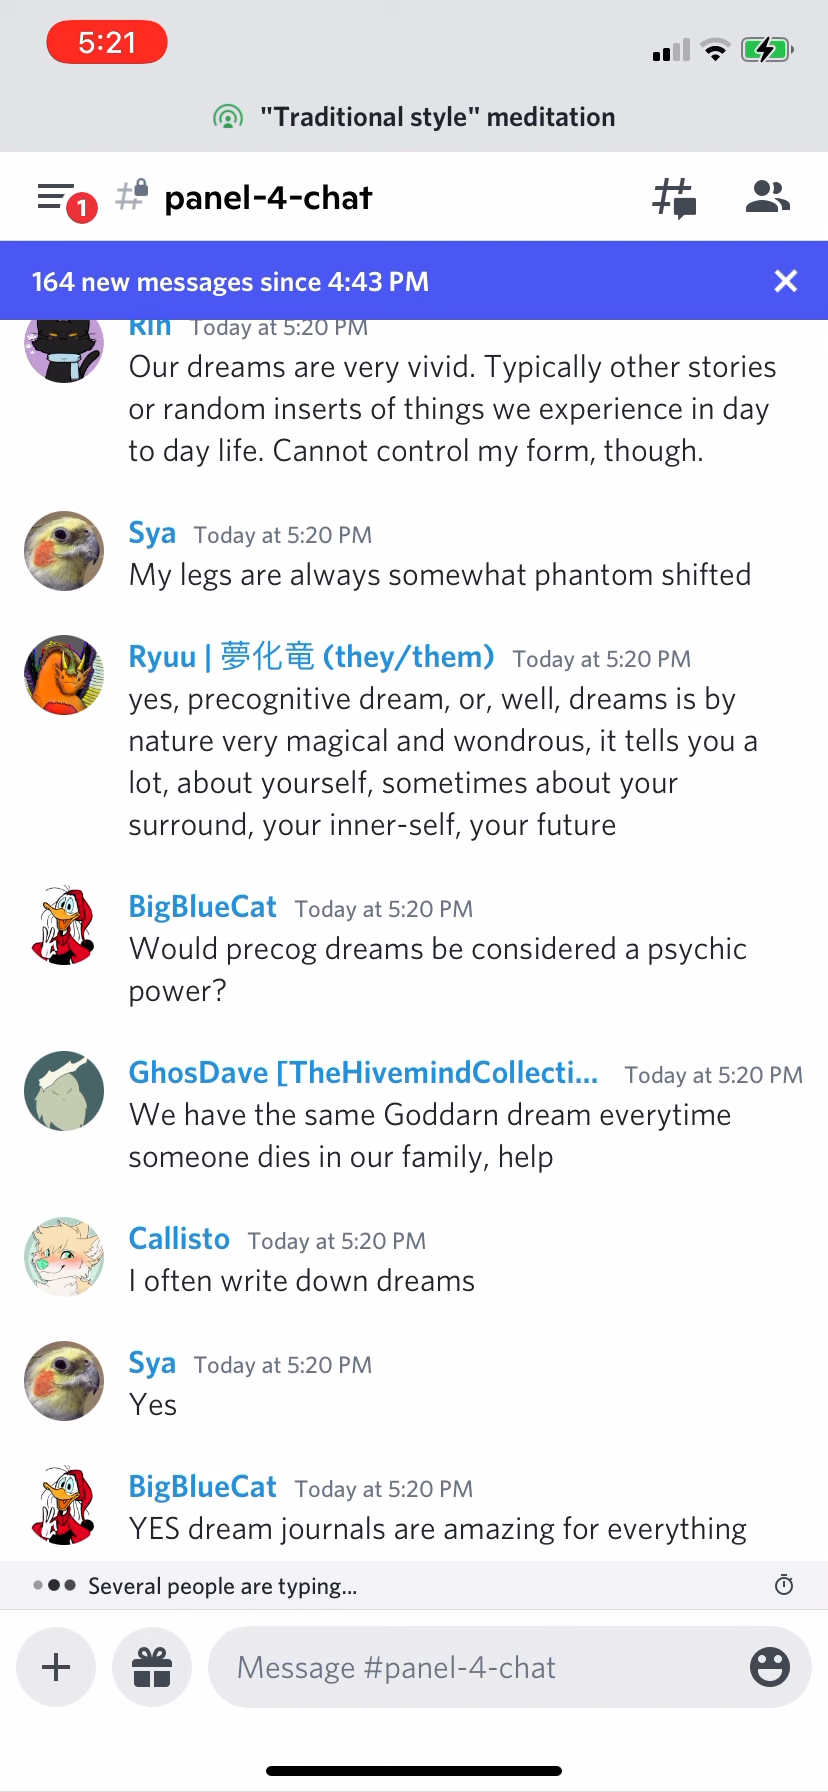 5:21
"Traditional style" meditation
1
panel-4-chat
164 new messages since 4:43 PM
Rin Today at 5:20 PM
Our dreams are very vivid. Typically other stories
or random inserts of things we experience in day
to day life. Cannot control my form, though.
Sya Today at 5:20 PM
My legs are always somewhat phantom shifted
Ryuu | 夢化竜 (they/them) Today at 5:20 PM
yes, precognitive dream, or, well, dreams is by
nature very magical and wondrous, it tells you a
lot, about yourself, sometimes about your
surround, your inner-self, your future
BigBlueCat Today at 5:20 PM
Would precog dreams be considered a psychic
power?
GhosDave [TheHivemindCollecti... Today at 5:20 PM
We have the same Goddarn dream everytime
someone dies in our family, help
Callisto Today at 5:20 PM
I often write down dreams
Sya Today at 5:20 PM
Yes
BigBlueCat Today at 5:20 PM
YES dream journals are amazing for everything
Several people are typing...
Message #panel-4-chat